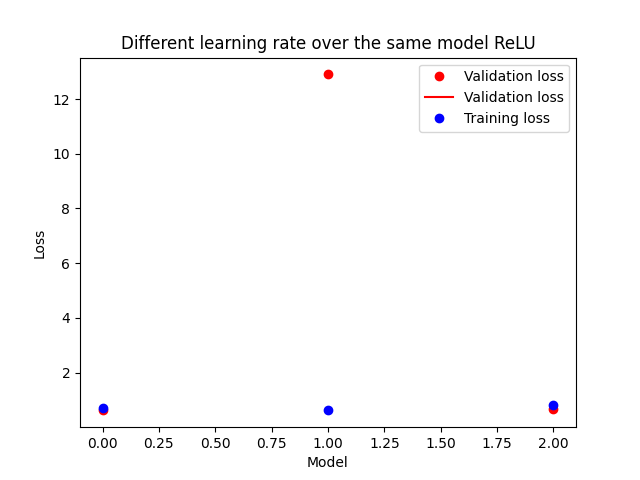 Different learning rate over the same model ReLU
Validation loss
Validation loss
Training loss
12
10
8
6
4
2
Loss
0.00 0.25 0.50 0.75 1.00 1.25 1.50 1.75 2.00
Model